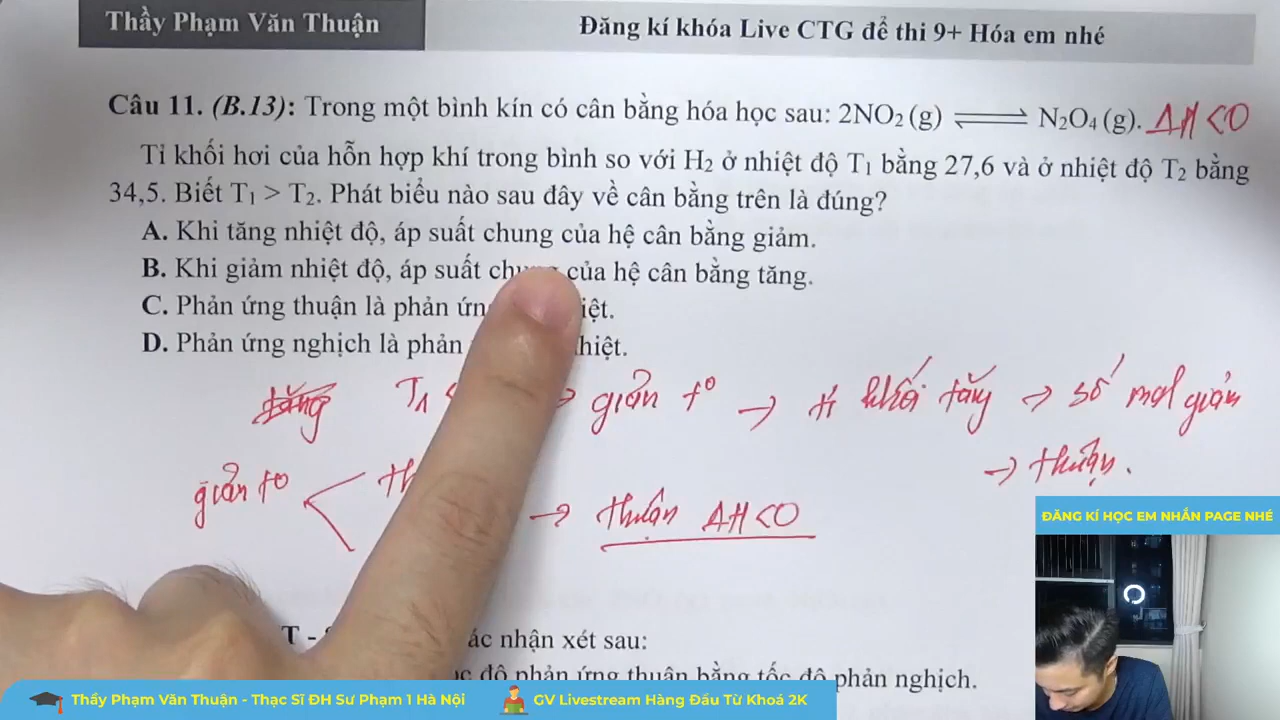 Thầy Phạm Văn Thuận
Đăng kí khóa Live CTG để thi 9+ Hóa em nhé
Câu 11. (B.13): Trong một bình kín có cân bằng hóa học sau: 2NO₂ (g) ⇌ N₂O₄ (g). ΔH < 0
Tỉ khối hơi của hỗn hợp khí trong bình so với H₂ ở nhiệt độ T₁ bằng 27,6 và ở nhiệt độ T₂ bằng
34,5. Biết T₁ > T₂. Phát biểu nào sau đây về cân bằng trên là đúng?
A. Khi tăng nhiệt độ, áp suất chung của hệ cân bằng giảm.
B. Khi giảm nhiệt độ, áp suất của hệ cân bằng tăng.
C. Phản ứng thuận là phản
D. Phản ứng nghịch là phản
tăng T₁ giảm t° → tỉ khối tăng → số mol giảm
→ thuận.
giảm t°
→ thuận ΔH < 0
nhận xét sau:
độ phản ứng thuận bằng tốc độ phản nghịch.
ĐĂNG KÍ HỌC EM NHẮN PAGE NHÉ
Thầy Phạm Văn Thuận - Thạc Sĩ ĐH Sư Phạm 1 Hà Nội
GV Livestream Hàng Đầu Từ Khoá 2K